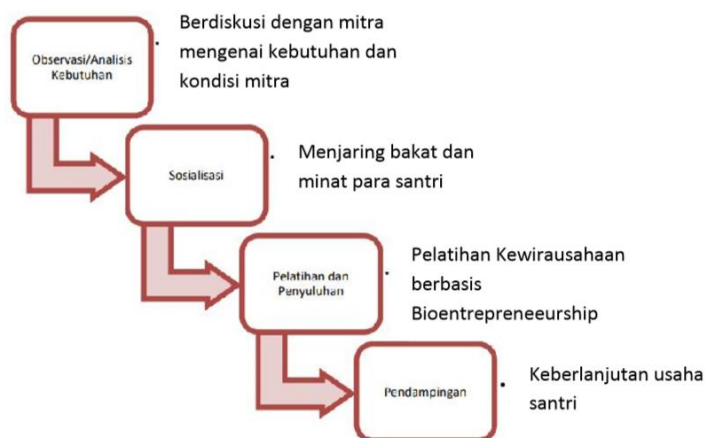 Observasi/Analisis
Kebutuhan
• Berdiskusi dengan mitra
mengenai kebutuhan dan
kondisi mitra
Sosialisasi
• Menjaring bakat dan
minat para santri
Pelatihan dan
Penyuluhan
• Pelatihan Kewirausahaan
berbasis
Bioentrepreneeurship
Pendampingan
• Keberlanjutan usaha
santri